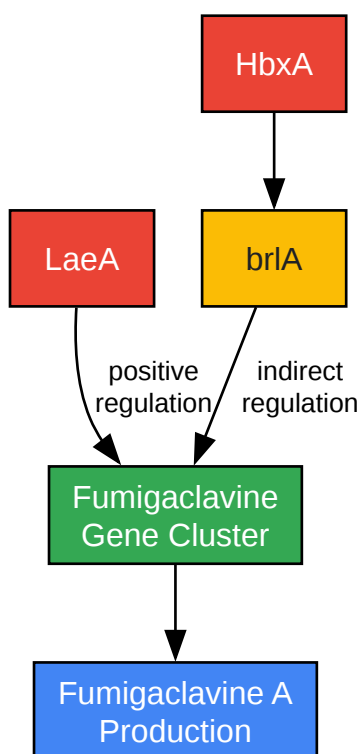 HbxA
LaeA
brlA
positive
regulation
indirect
regulation
Fumigaclavine
Gene Cluster
Fumigaclavine A
Production